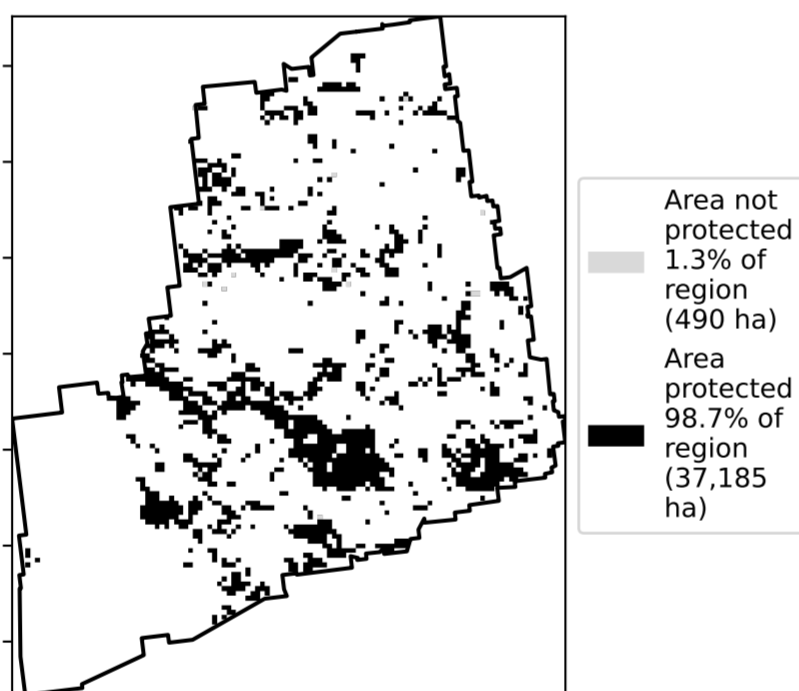 Area not
protected
1.3% of
region
(490 ha)
Area
protected
98.7% of
region
(37,185
ha)